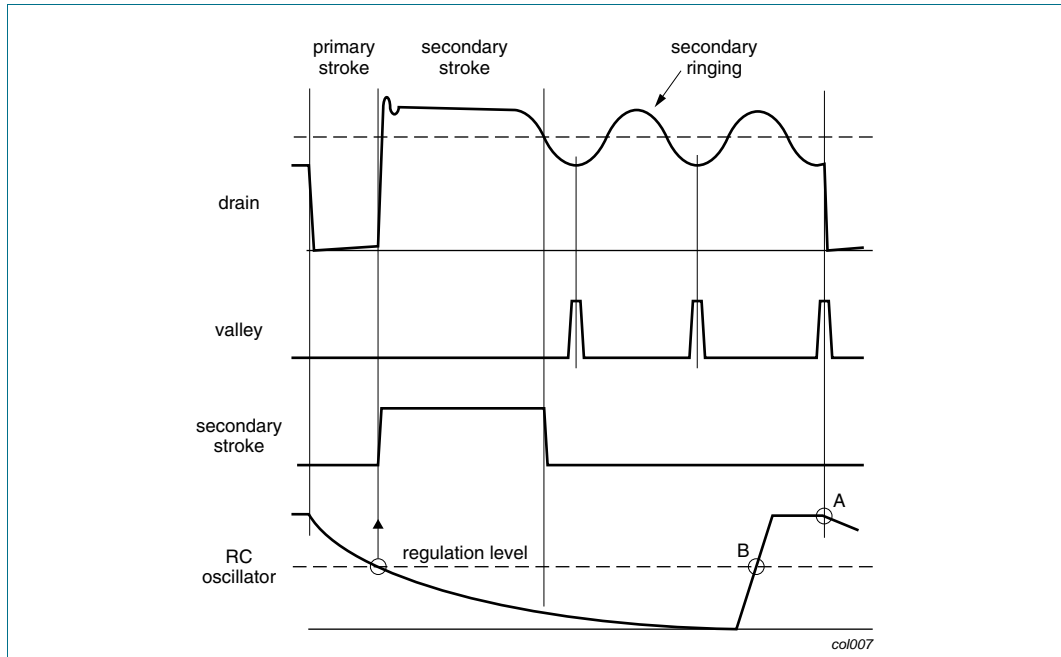 primary
stroke
secondary
stroke
secondary
ringing
drain
valley
secondary
stroke
A
B
regulation level
RC
oscillator
col007